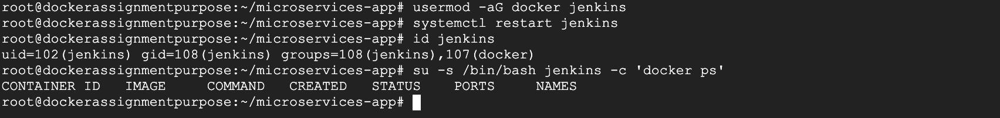 root@dockerassignmentpurpose:~/microservices-app# usermod -aG docker jenkins
root@dockerassignmentpurpose:~/microservices-app# systemctl restart jenkins
root@dockerassignmentpurpose:~/microservices-app# id jenkins
uid=102(jenkins) gid=108(jenkins) groups=108(jenkins),107(docker)
root@dockerassignmentpurpose:~/microservices-app# su -s /bin/bash jenkins -c 'docker ps'
CONTAINER ID   IMAGE     COMMAND   CREATED   STATUS    PORTS     NAMES
root@dockerassignmentpurpose:~/microservices-app#